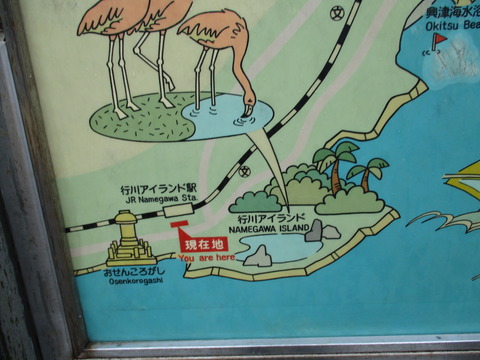 興津海水浴
Okitsu Bea
文
文
行川アイランド駅
JR Namegawa Sta.
行川アイランド
NAMEGAWA ISLAND
現在地
You are here
おせんころがし
Osenkorogashi